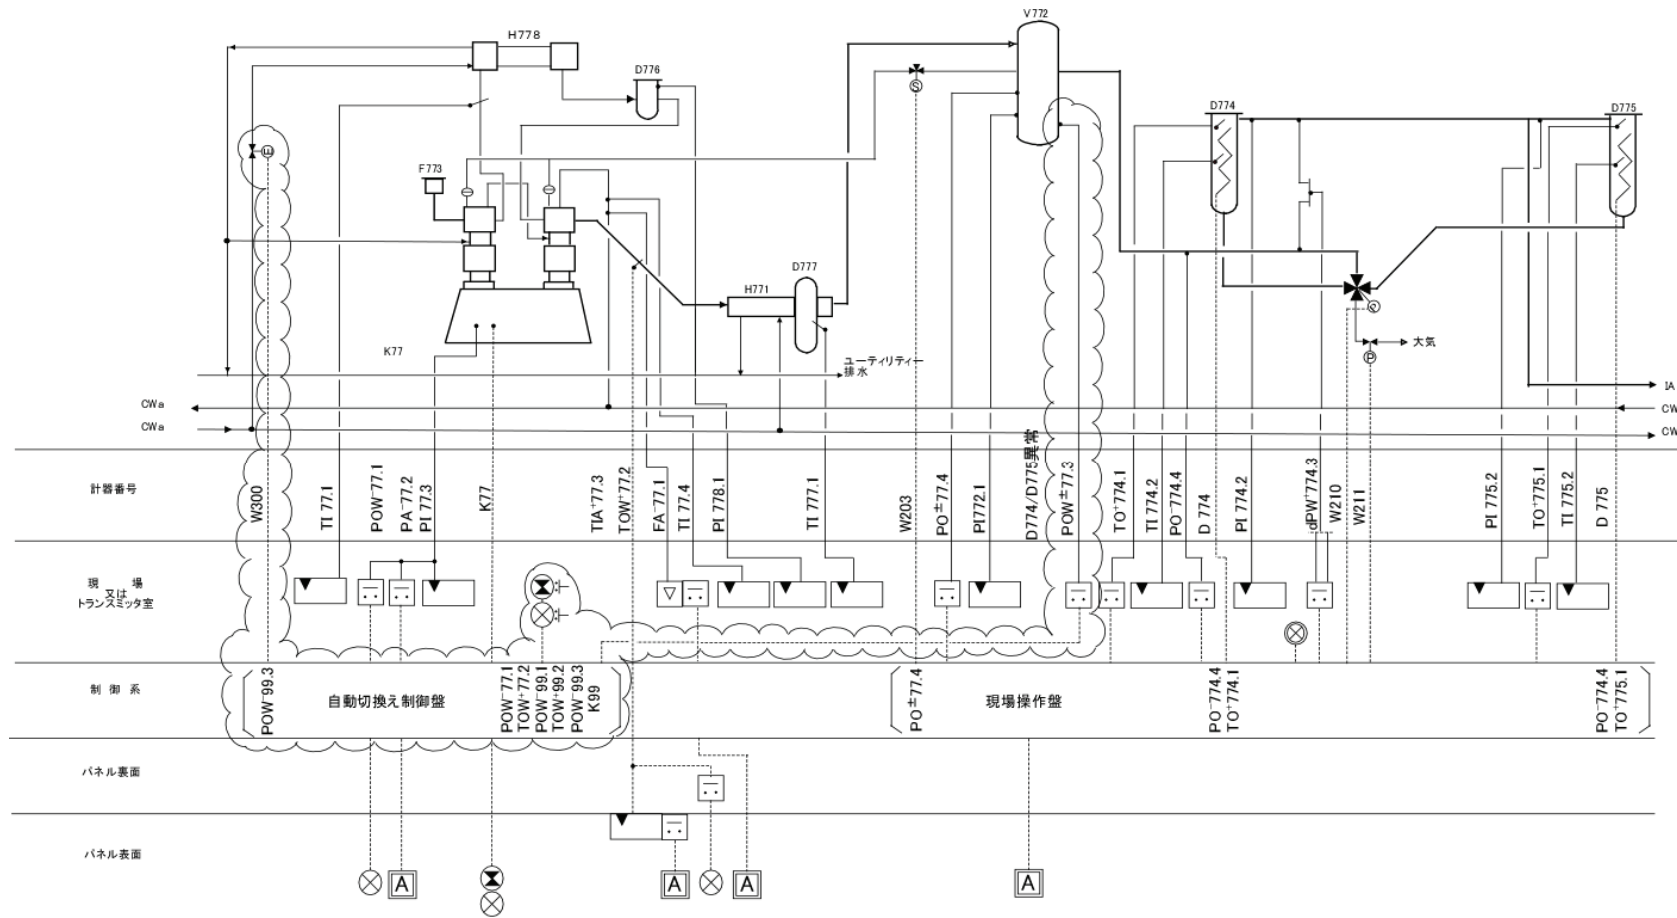 V772
H778
D776
D774
D775
F773
D777
H771
K77
ユーティリティー
排水
大気
IA
CWa
CW
CWa
CW
計器番号
W300
TI 77.1
POW⁻77.1
PA⁻77.2
PI 77.3
K77
TIA⁺77.3
TOW⁺77.2
FA⁻77.1
TI 77.4
PI 778.1
TI 777.1
W203
PO±77.4
PI772.1
D774/D775異常
POW±77.3
TO⁺774.1
TI 774.2
PO⁻774.4
D 774
PI 774.2
dPW⁺774.3
W210
W211
PI 775.2
TO⁺775.1
TI 775.2
D 775
現 場
又は
トランスミッタ室
制 御 系
POW⁻99.3
自動切換え制御盤
POW⁻77.1
TOW⁺77.2
POW⁻99.1
TOW⁺99.2
POW⁻99.3
K99
PO±77.4
現場操作盤
PO⁻774.4
TO⁺774.1
PO⁻774.4
TO⁺775.1
パネル裏面
パネル表面
A
A
A
A
E
S
S
P